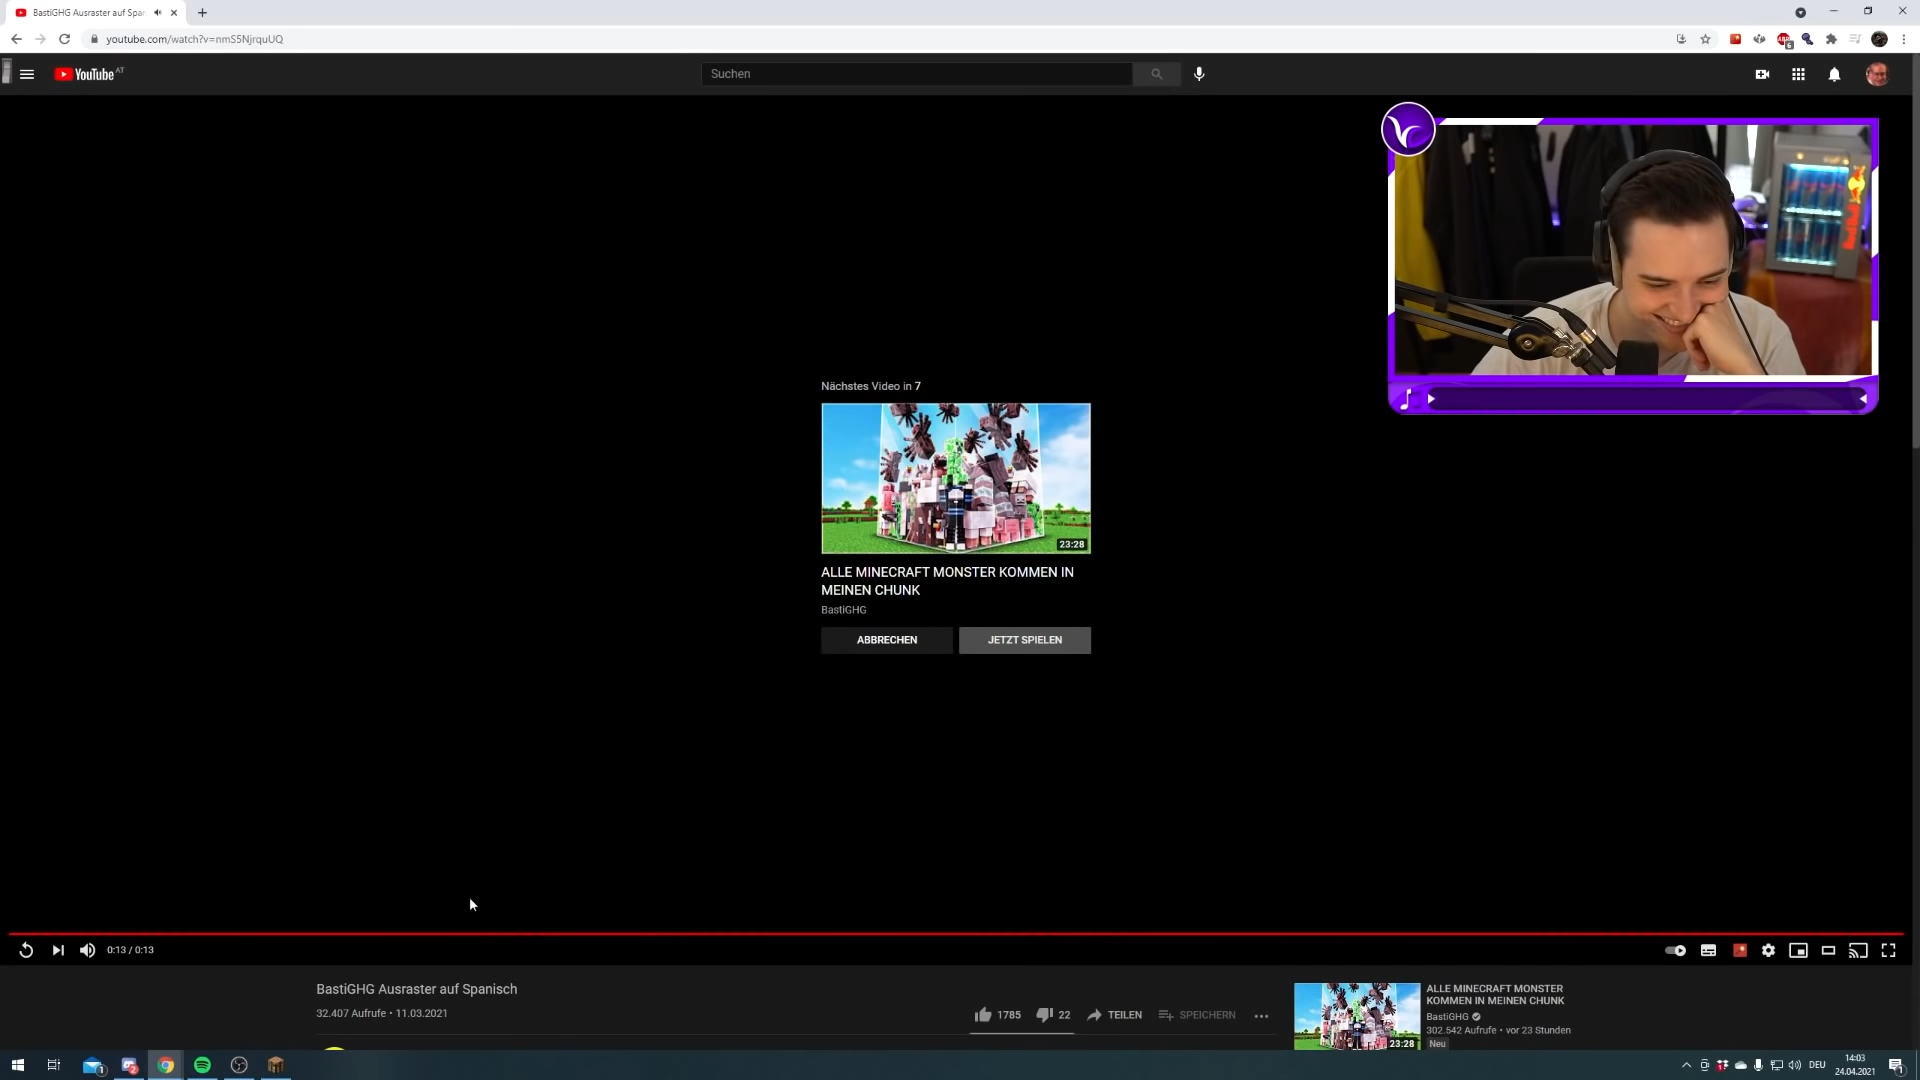 BastiGHG Ausraster auf Spa
youtube.com/watch?v=nmS5NjrquUQ
YouTube AT
Suchen
Nächstes Video in 7
23:28
ALLE MINECRAFT MONSTER KOMMEN IN
MEINEN CHUNK
BastiGHG
ABBRECHEN
JETZT SPIELEN
0:13 / 0:13
BastiGHG Ausraster auf Spanisch
32.407 Aufrufe • 11.03.2021
1785
22
TEILEN
SPEICHERN
23:28
ALLE MINECRAFT MONSTER
KOMMEN IN MEINEN CHUNK
BastiGHG
302.542 Aufrufe • vor 23 Stunden
Neu
DEU
14:03
24.04.2021